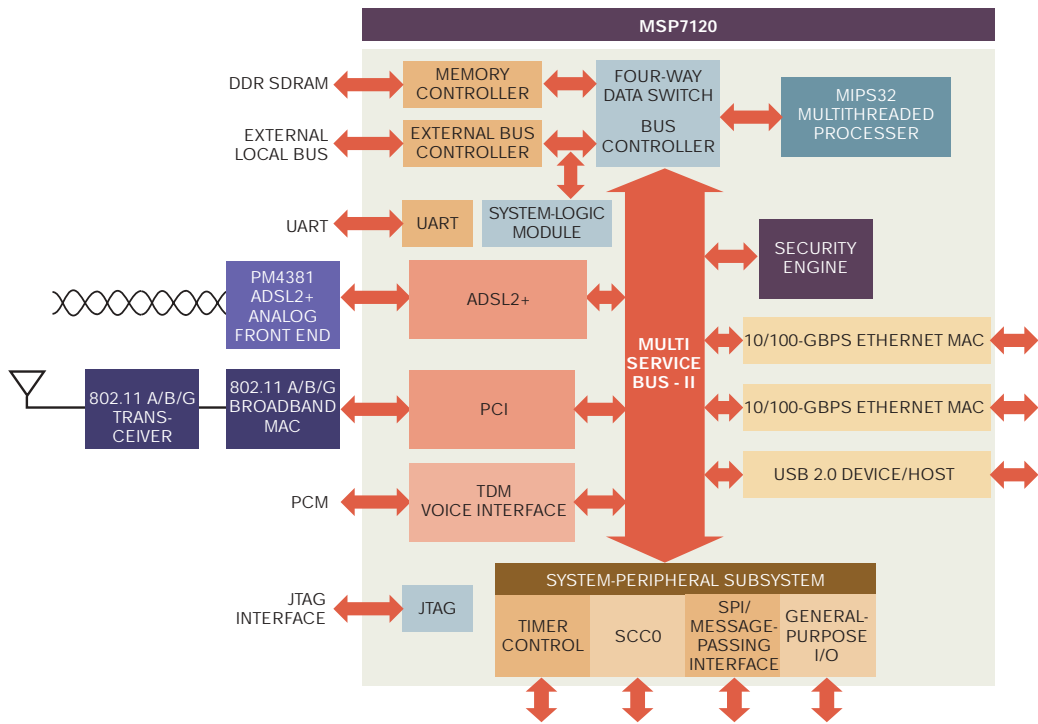 MSP7120
DDR SDRAM
MEMORY
CONTROLLER
FOUR-WAY
DATA SWITCH
BUS
CONTROLLER
MIPS32
MULTITHREADED
PROCESSER
EXTERNAL
LOCAL BUS
EXTERNAL BUS
CONTROLLER
UART
UART
SYSTEM-LOGIC
MODULE
SECURITY
ENGINE
PM4381
ADSL2+
ANALOG
FRONT END
ADSL2+
MULTI
SERVICE
BUS - II
10/100-GBPS ETHERNET MAC
802.11 A/B/G
TRANS-
CEIVER
802.11 A/B/G
BROADBAND
MAC
PCI
10/100-GBPS ETHERNET MAC
USB 2.0 DEVICE/HOST
PCM
TDM
VOICE INTERFACE
JTAG
INTERFACE
JTAG
SYSTEM-PERIPHERAL SUBSYSTEM
TIMER
CONTROL
SCC0
SPI/
MESSAGE-
PASSING
INTERFACE
GENERAL-
PURPOSE
I/O